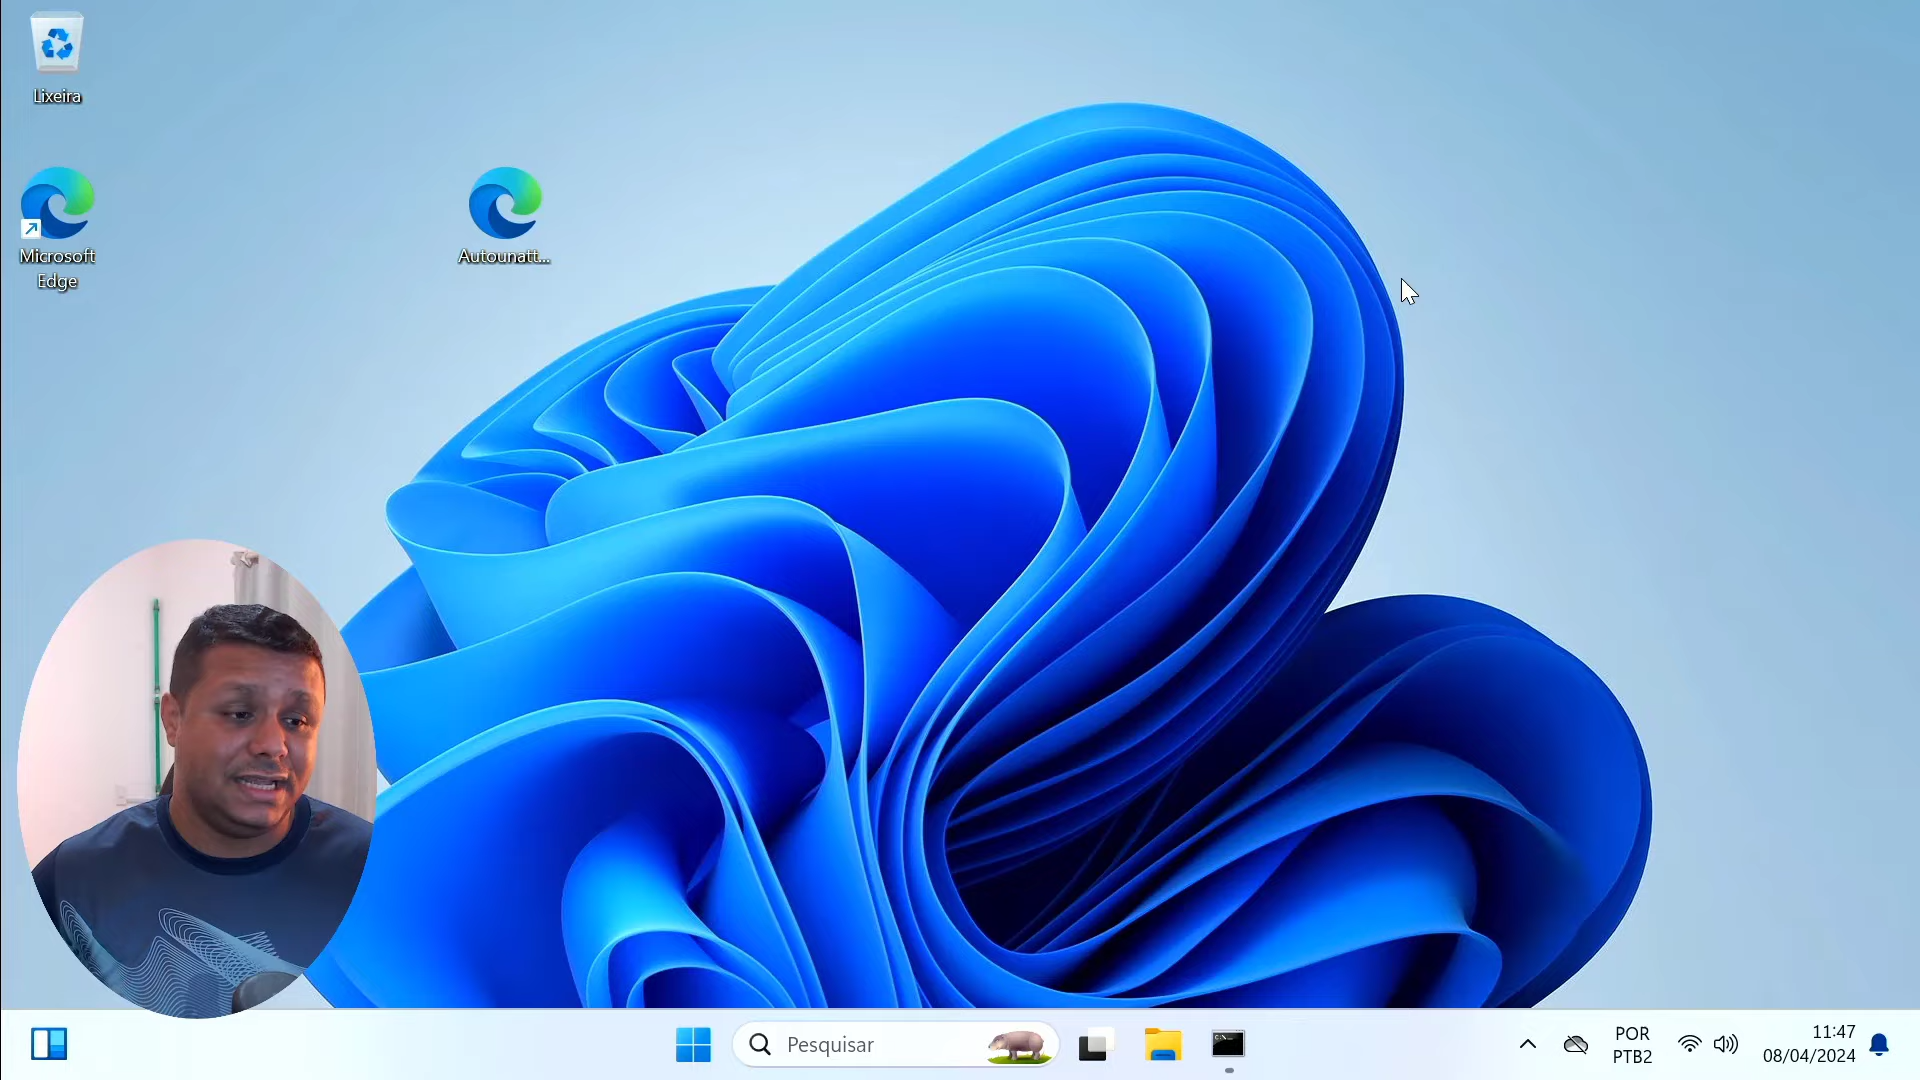 Lixeira
Microsoft
Edge
Autounatt...
Pesquisar
POR
PTB2
11:47
08/04/2024